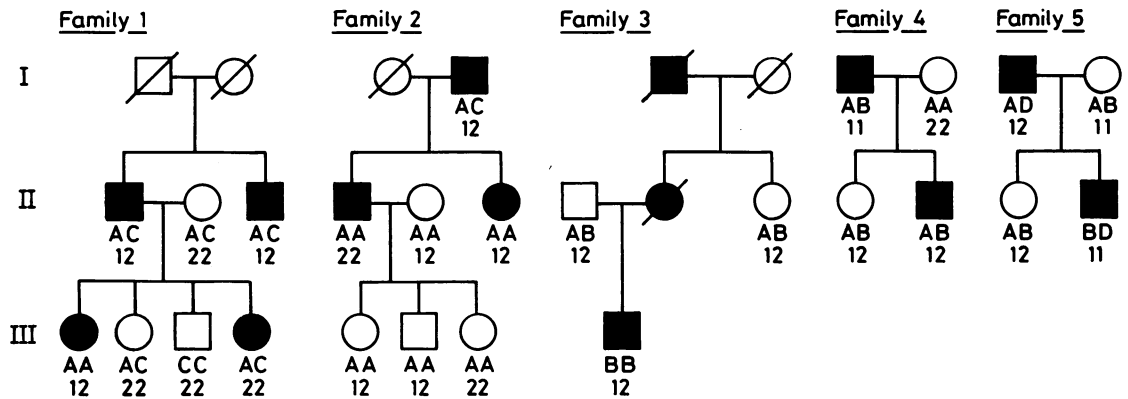 Family 1 Family 2 Family 3 Family 4 Family 5
I
AC AB AA AD AB
12 11 22 12 11
II
AC AC AC AA AA AA AB AB AB AB AB BD
12 22 12 22 12 12 12 12 12 12 12 11
III
AA AC CC AC AA AA AA BB
12 22 22 22 12 12 22 12